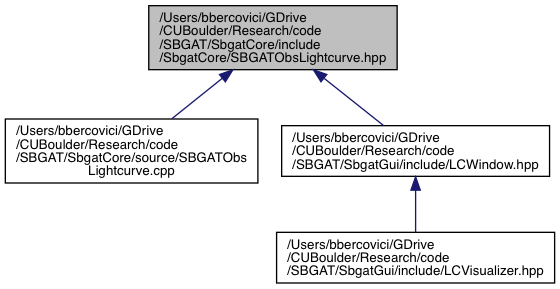 /Users/bbercovici/GDrive
/CUBoulder/Research/code
/SBGAT/SbgatCore/include
/SbgatCore/SBGATObsLightcurve.hpp
/Users/bbercovici/GDrive
/CUBoulder/Research/code
/SBGAT/SbgatCore/source/SBGATObs
Lightcurve.cpp
/Users/bbercovici/GDrive
/CUBoulder/Research/code
/SBGAT/SbgatGui/include/LCWindow.hpp
/Users/bbercovici/GDrive
/CUBoulder/Research/code
/SBGAT/SbgatGui/include/LCVisualizer.hpp